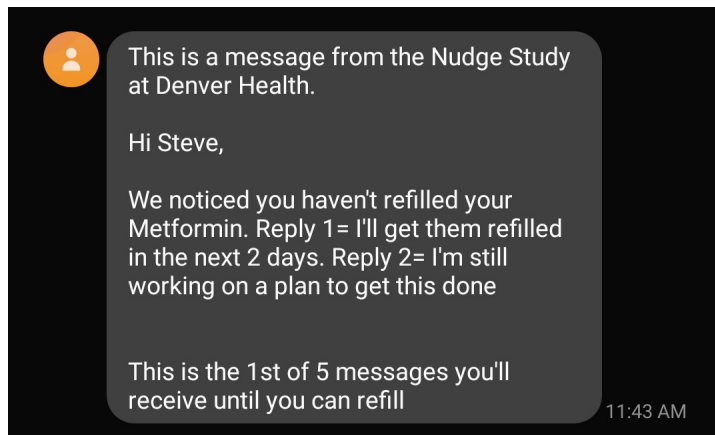 This is a message from the Nudge Study
at Denver Health.
Hi Steve,
We noticed you haven't refilled your
Metformin. Reply 1= I'll get them refilled
in the next 2 days. Reply 2= I'm still
working on a plan to get this done
This is the 1st of 5 messages you'll
receive until you can refill
11:43 AM